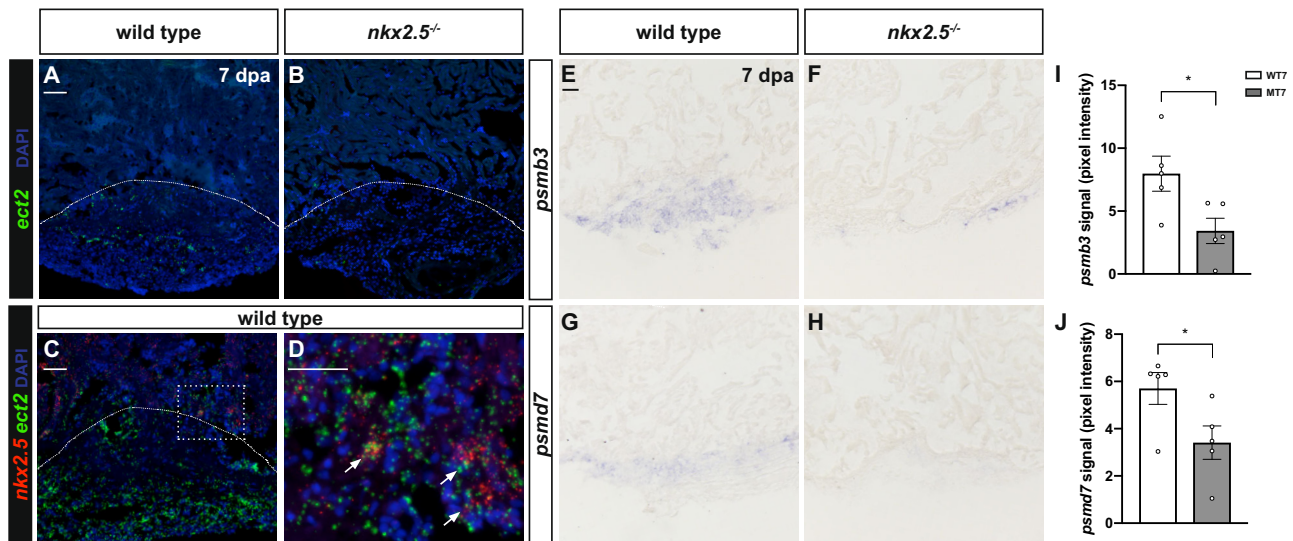 wild type
nkx2.5-/-
wild type
nkx2.5-/-
A
7 dpa
B
ect2 DAPI
E
7 dpa
F
psmb3
I
WT7
MT7
*
15
10
5
0
psmb3 signal (pixel intensity)
wild type
C
D
nkx2.5 ect2 DAPI
G
H
psmd7
J
*
8
6
4
2
0
psmd7 signal (pixel intensity)